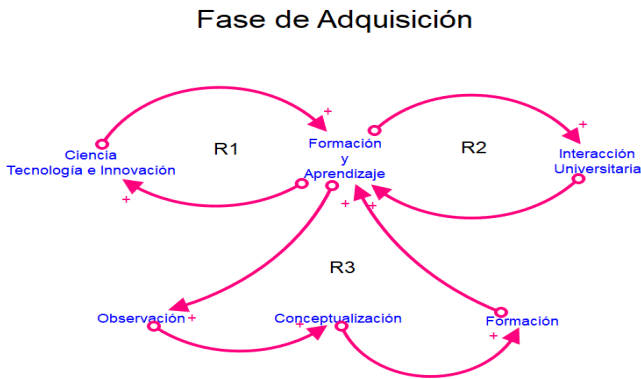 Fase de Adquisición
+
+
R1
Formación
y
Aprendizaje
R2
Ciencia
Tecnología e Innovación
Interacción
Universitaria
+
+
+
R3
Observación
+
+
Conceptualización
Formación
+